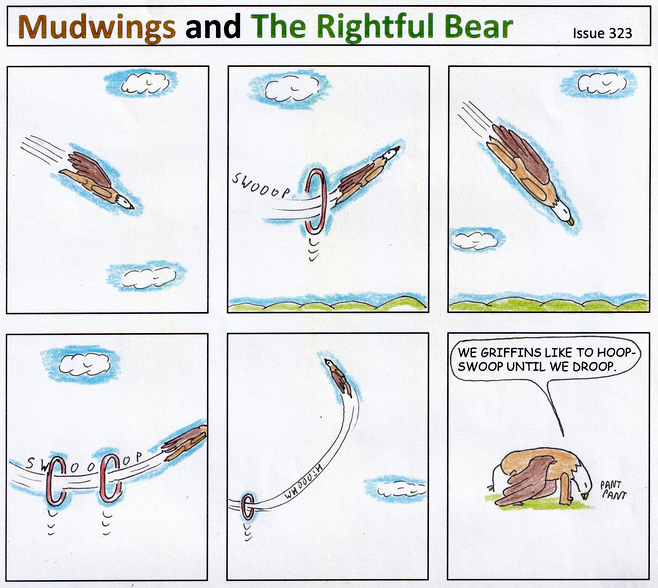 Mudwings and The Rightful Bear
Issue 323
SWOOOP
SWOOOOP
WHOOOSH
WE GRIFFINS LIKE TO HOOP-
SWOOP UNTIL WE DROOP.
PANT
PANT